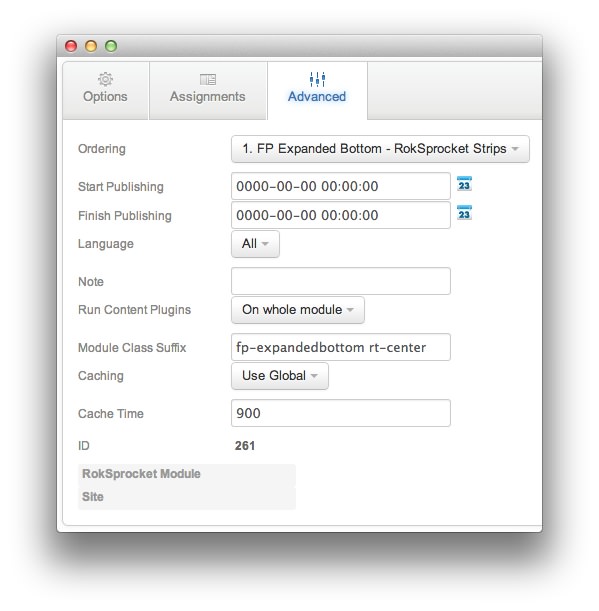 Options
Assignments
Advanced
Ordering 1. FP Expanded Bottom - RokSprocket Strips
Start Publishing 0000-00-00 00:00:00 23
Finish Publishing 0000-00-00 00:00:00 23
Language All
Note
Run Content Plugins On whole module
Module Class Suffix fp-expandedbottom rt-center
Caching Use Global
Cache Time 900
ID 261
RokSprocket Module
Site